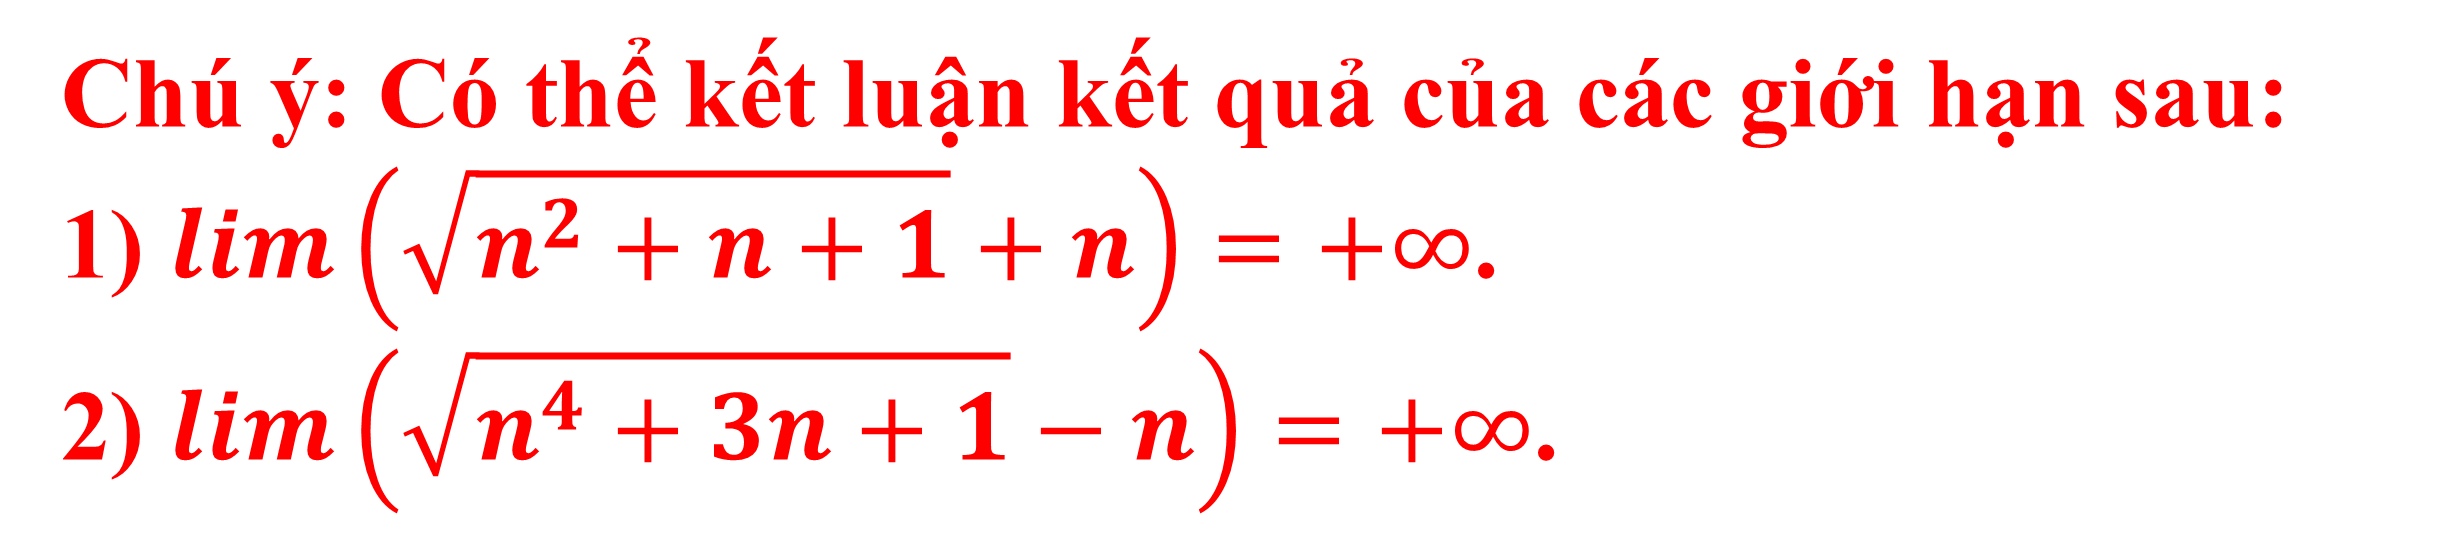 Chú ý: Có thể kết luận kết quả của các giới hạn sau:
1) lim(√(n² + n + 1) + n) = +∞.
2) lim(√(n⁴ + 3n + 1) − n) = +∞.